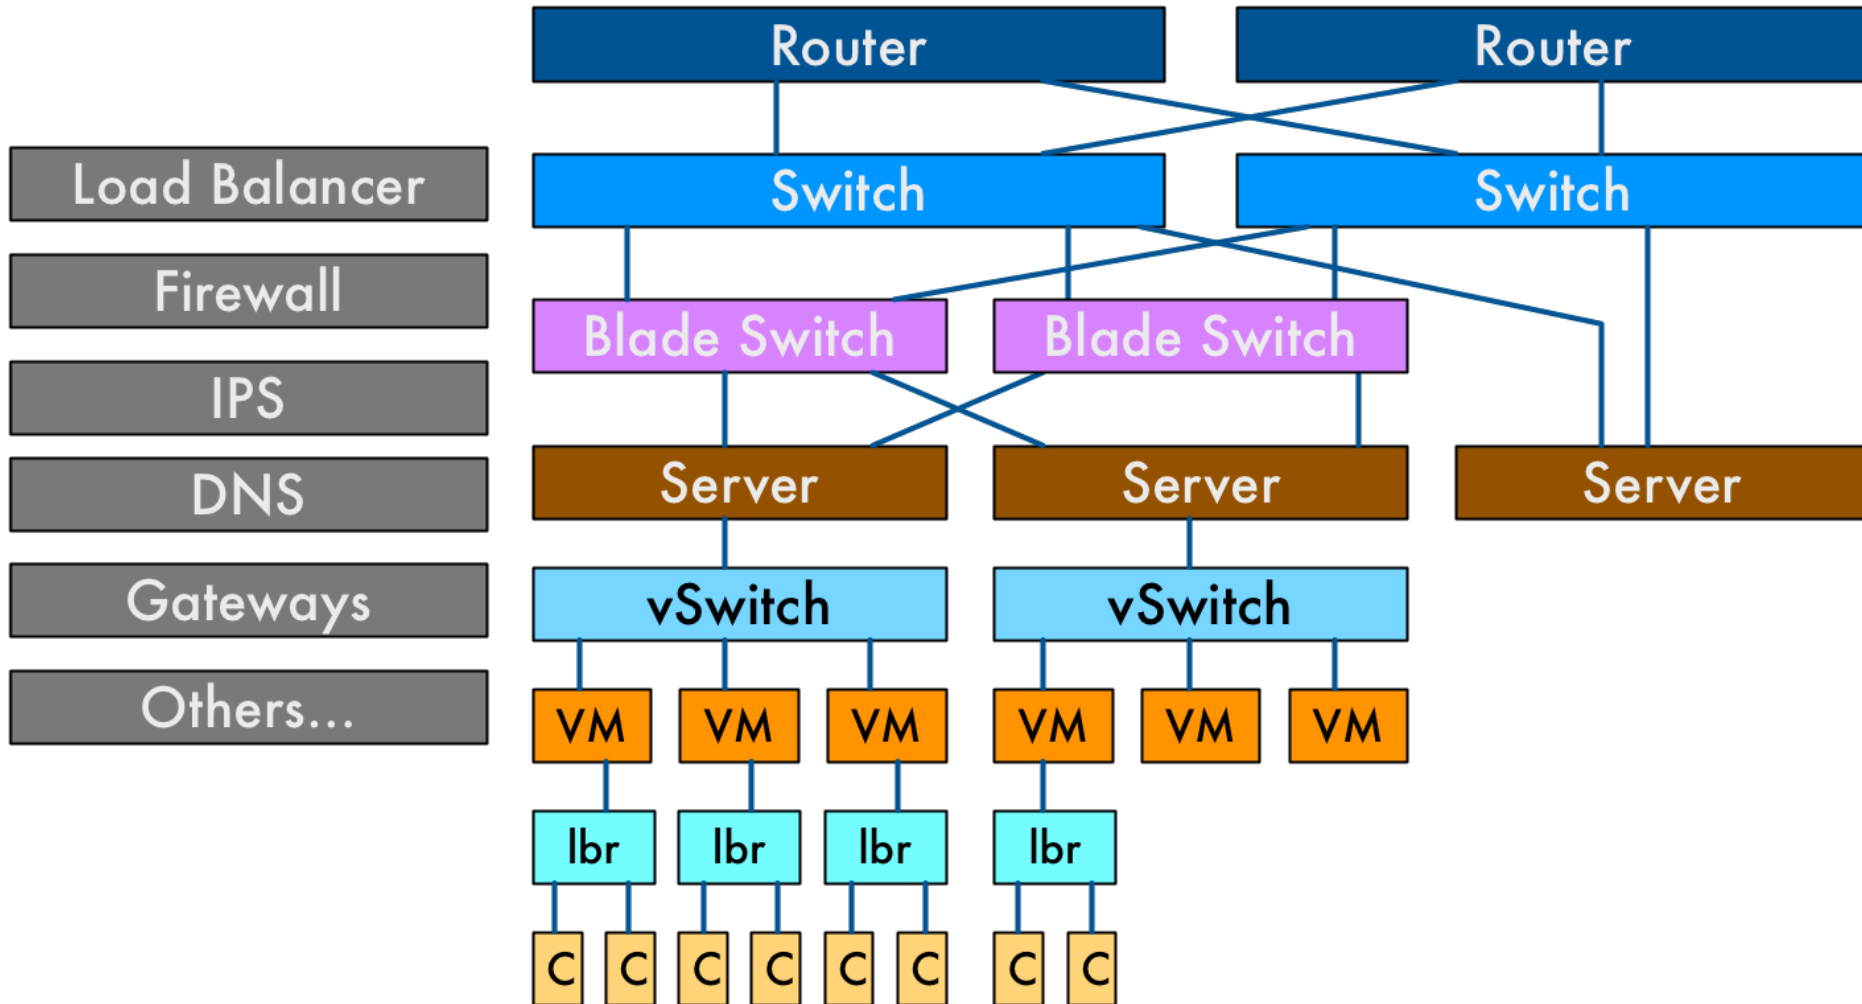 Router
Router
Load Balancer
Switch
Switch
Firewall
Blade Switch
Blade Switch
IPS
Server
Server
Server
DNS
Gateways
vSwitch
vSwitch
Others...
VM
VM
VM
VM
VM
VM
lbr
lbr
lbr
lbr
C
C
C
C
C
C
C
C